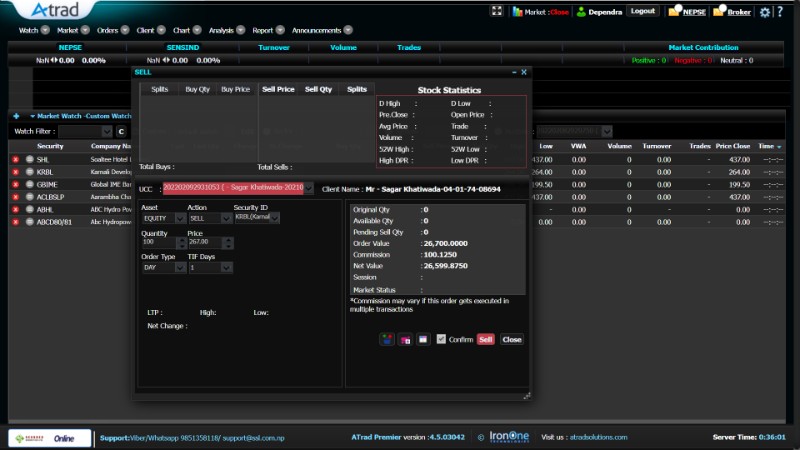 Atrad
Market :Close Dependra Logout NEPSE Broker ?
Watch Market Orders Client Chart Analysis Report Announcements
NEPSE SENSIND Turnover Volume Trades Market Contribution
NaN 0.00 0.00% NaN 0.00 0.00% Positive : 0 Negative : 0 Neutral : 0
SELL
Splits Buy Qty Buy Price Sell Price Sell Qty Splits
Stock Statistics
D High : D Low :
Pre.Close : Open Price :
Avg Price : Trade :
Volume : Turnover :
52W High : 52W Low :
High DPR : Low DPR :
Total Buys : Total Sells :
Market Watch -Custom Watch
Watch Filter : C
Security Company Na Low VWA Volume Turnover Trades Price Close Time
SHL Soaltee Hotel 437.00 0.00 0.00 0.00 - 437.00 --:--:--
KRBL Karnali Develo 264.00 0.00 0.00 0.00 - 264.00 --:--:--
GBIME Global IME Ban 199.50 0.00 0.00 0.00 - 199.50 --:--:--
ACLBSLP Aarambha Cha 437.00 0.00 0.00 0.00 - 437.00 --:--:--
ABHL ABC Hydro Pow 0.00 0.00 0.00 - 0.00 --:--:--
ABCD80/81 Abc Hydropow 0.00 0.00 0.00 - 0.00 --:--:--
UCC : 202202092931053 ( - Sagar Khatiwada-20210 Client Name : Mr - Sagar Khatiwada-04-01-74-08694
Asset Action Security ID
EQUITY SELL KRBL(Karnal
Quantity Price
100 267.00
Order Type TIF Days
DAY 1
LTP : High: Low:
Net Change :
Original Qty :0
Available Qty :0
Pending Sell Qty :0
Order Value :26,700.0000
Commission :100.1250
Net Value :26,599.8750
Session :
Market Status :
*Commission may vary if this order gets executed in
multiple transactions
Confirm Sell Close
Online Support:Viber/Whatsapp 9851358118/ support@ssl.com.np ATrad Premier version :4.5.03042 © IronOne TECHNOLOGIES Visit us : atradsolutions.com Server Time: 0:36:01